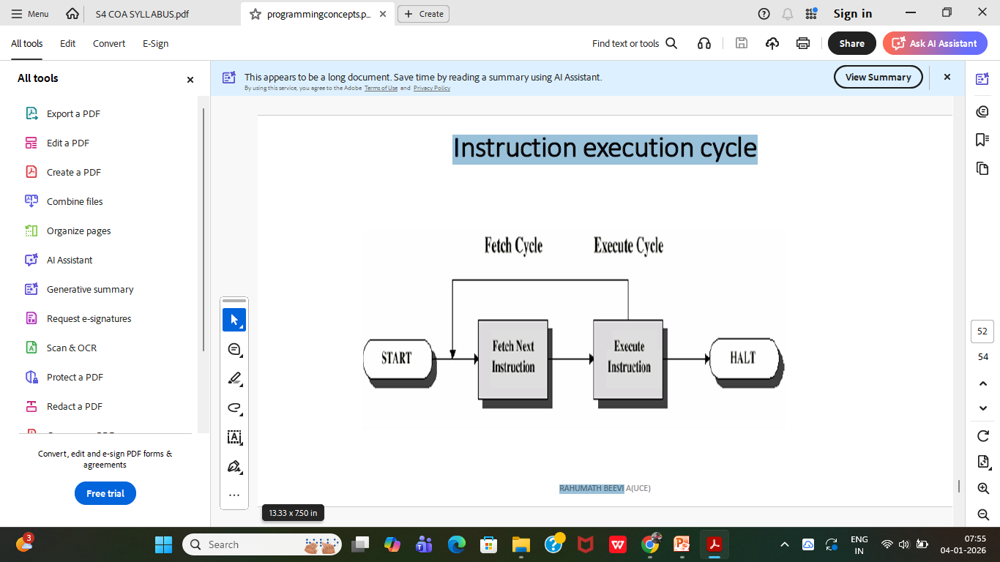 Menu
S4 COA SYLLABUS.pdf
programmingconcepts.p...
Create
Sign in
All tools
Edit
Convert
E-Sign
Find text or tools
Share
Ask AI Assistant
All tools
This appears to be a long document. Save time by reading a summary using AI Assistant.
By using this service, you agree to the Adobe Terms of Use and Privacy Policy
View Summary
Export a PDF
Edit a PDF
Create a PDF
Combine files
Organize pages
AI Assistant
Generative summary
Request e-signatures
Scan & OCR
Protect a PDF
Redact a PDF
Convert, edit and e-sign PDF forms &
agreements
Free trial
Instruction execution cycle
Fetch Cycle
Execute Cycle
START
Fetch Next
Instruction
Execute
Instruction
HALT
RAHUMATH BEEVI A(UCE)
13.33 x 7.50 in
52
54
3
Search
ENG
IN
07:55
04-01-2026